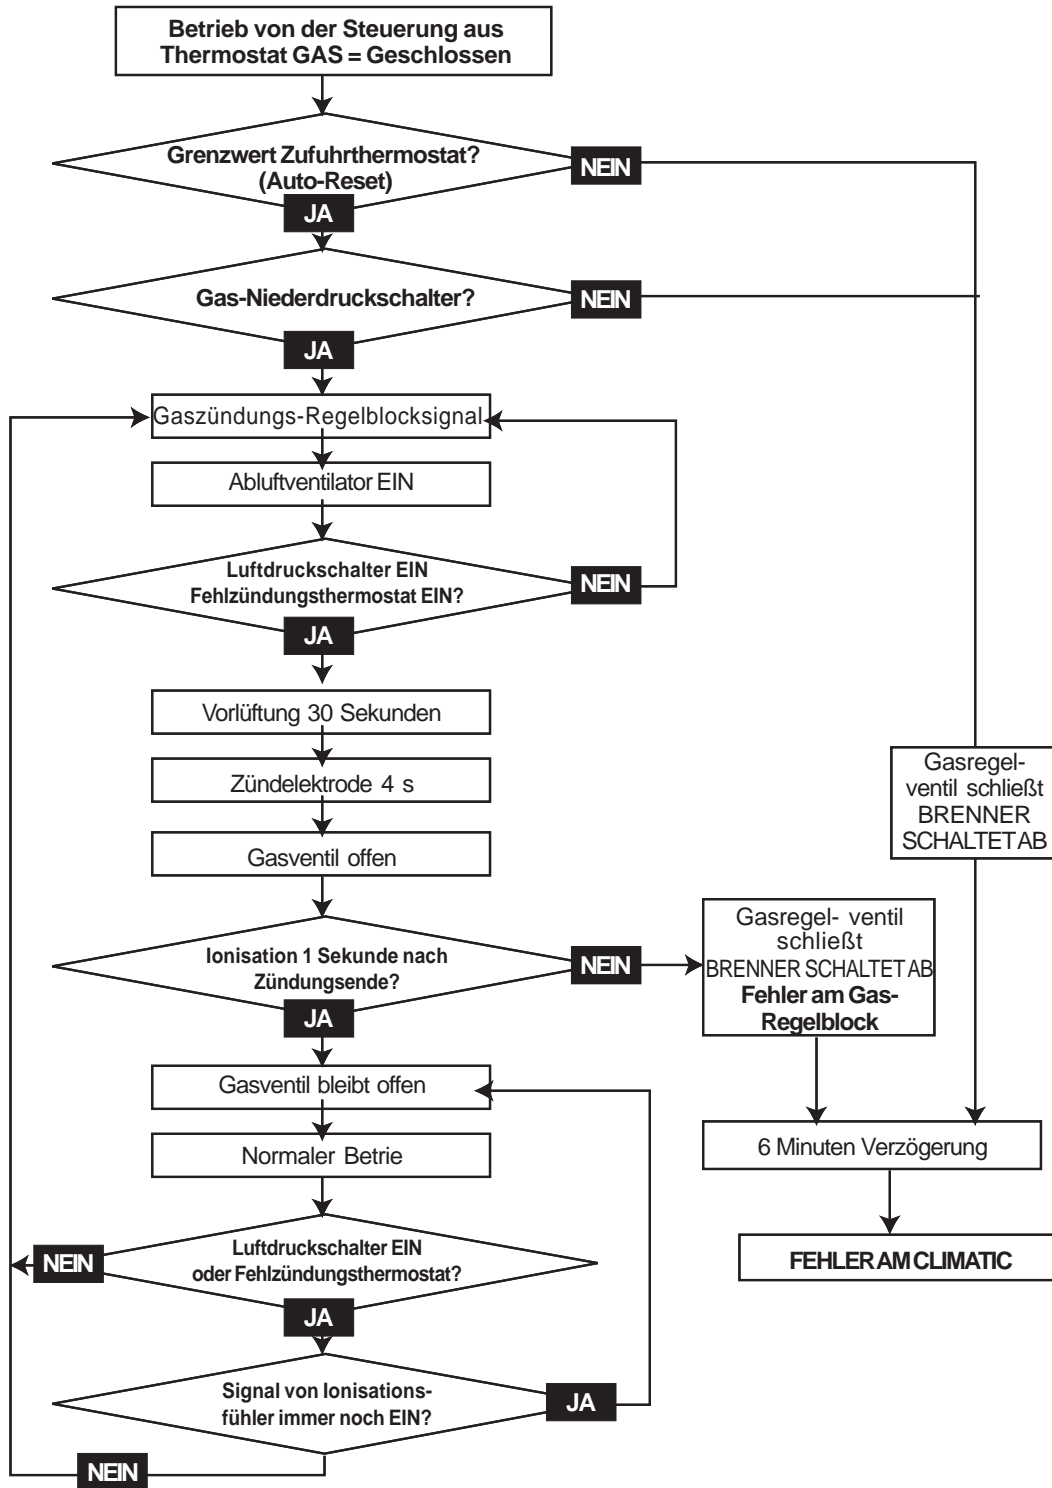 Betrieb von der Steuerung aus
Thermostat GAS = Geschlossen
Grenzwert Zufuhrthermostat?
(Auto-Reset)
NEIN
JA
Gas-Niederdruckschalter?
NEIN
JA
Gaszündungs-Regelblocksignal
Abluftventilator EIN
Luftdruckschalter EIN
Fehlzündungsthermostat EIN?
NEIN
JA
Vorlüftung 30 Sekunden
Zündelektrode 4 s
Gasventil offen
Gasregel-
ventil schließt
BRENNER
SCHALTET AB
Ionisation 1 Sekunde nach
Zündungsende?
NEIN
JA
Gasregel- ventil
schließt
BRENNER SCHALTET AB
Fehler am Gas-
Regelblock
Gasventil bleibt offen
Normaler Betrie
6 Minuten Verzögerung
FEHLER AM CLIMATIC
Luftdruckschalter EIN
oder Fehlzündungsthermostat?
NEIN
JA
Signal von Ionisations-
fühler immer noch EIN?
JA
NEIN